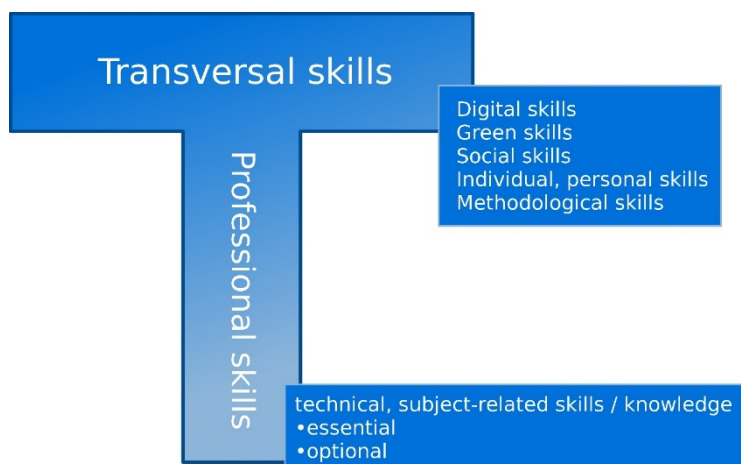 Transversal skills
Digital skills
Green skills
Social skills
Individual, personal skills
Methodological skills
Professional skills
technical, subject-related skills / knowledge
•essential
•optional